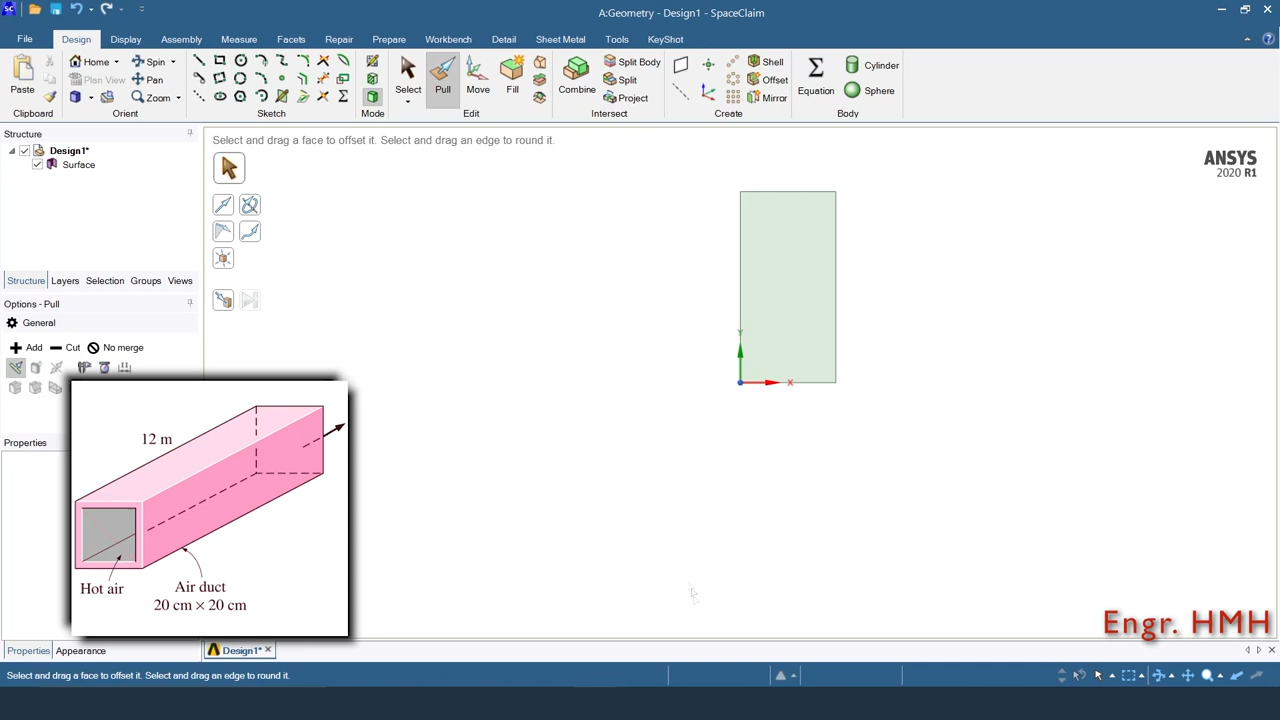 A:Geometry - Design1 - SpaceClaim
File Design Display Assembly Measure Facets Repair Prepare Workbench Detail Sheet Metal Tools KeyShot
Paste
Home Spin
Plan View Pan
Zoom
Select Pull Move Fill
Combine
Split Body
Split
Project
Shell
Offset
Mirror
Equation
Cylinder
Sphere
Clipboard Orient Sketch Mode Edit Intersect Create Body
Structure
Design1*
Surface
Select and drag a face to offset it. Select and drag an edge to round it.
ANSYS
2020 R1
Structure Layers Selection Groups Views
Options - Pull
General
Add Cut No merge
Properties
Y
X
12 m
Hot air
Air duct
20 cm × 20 cm
Engr. HMH
Properties Appearance
Design1*
Select and drag a face to offset it. Select and drag an edge to round it.